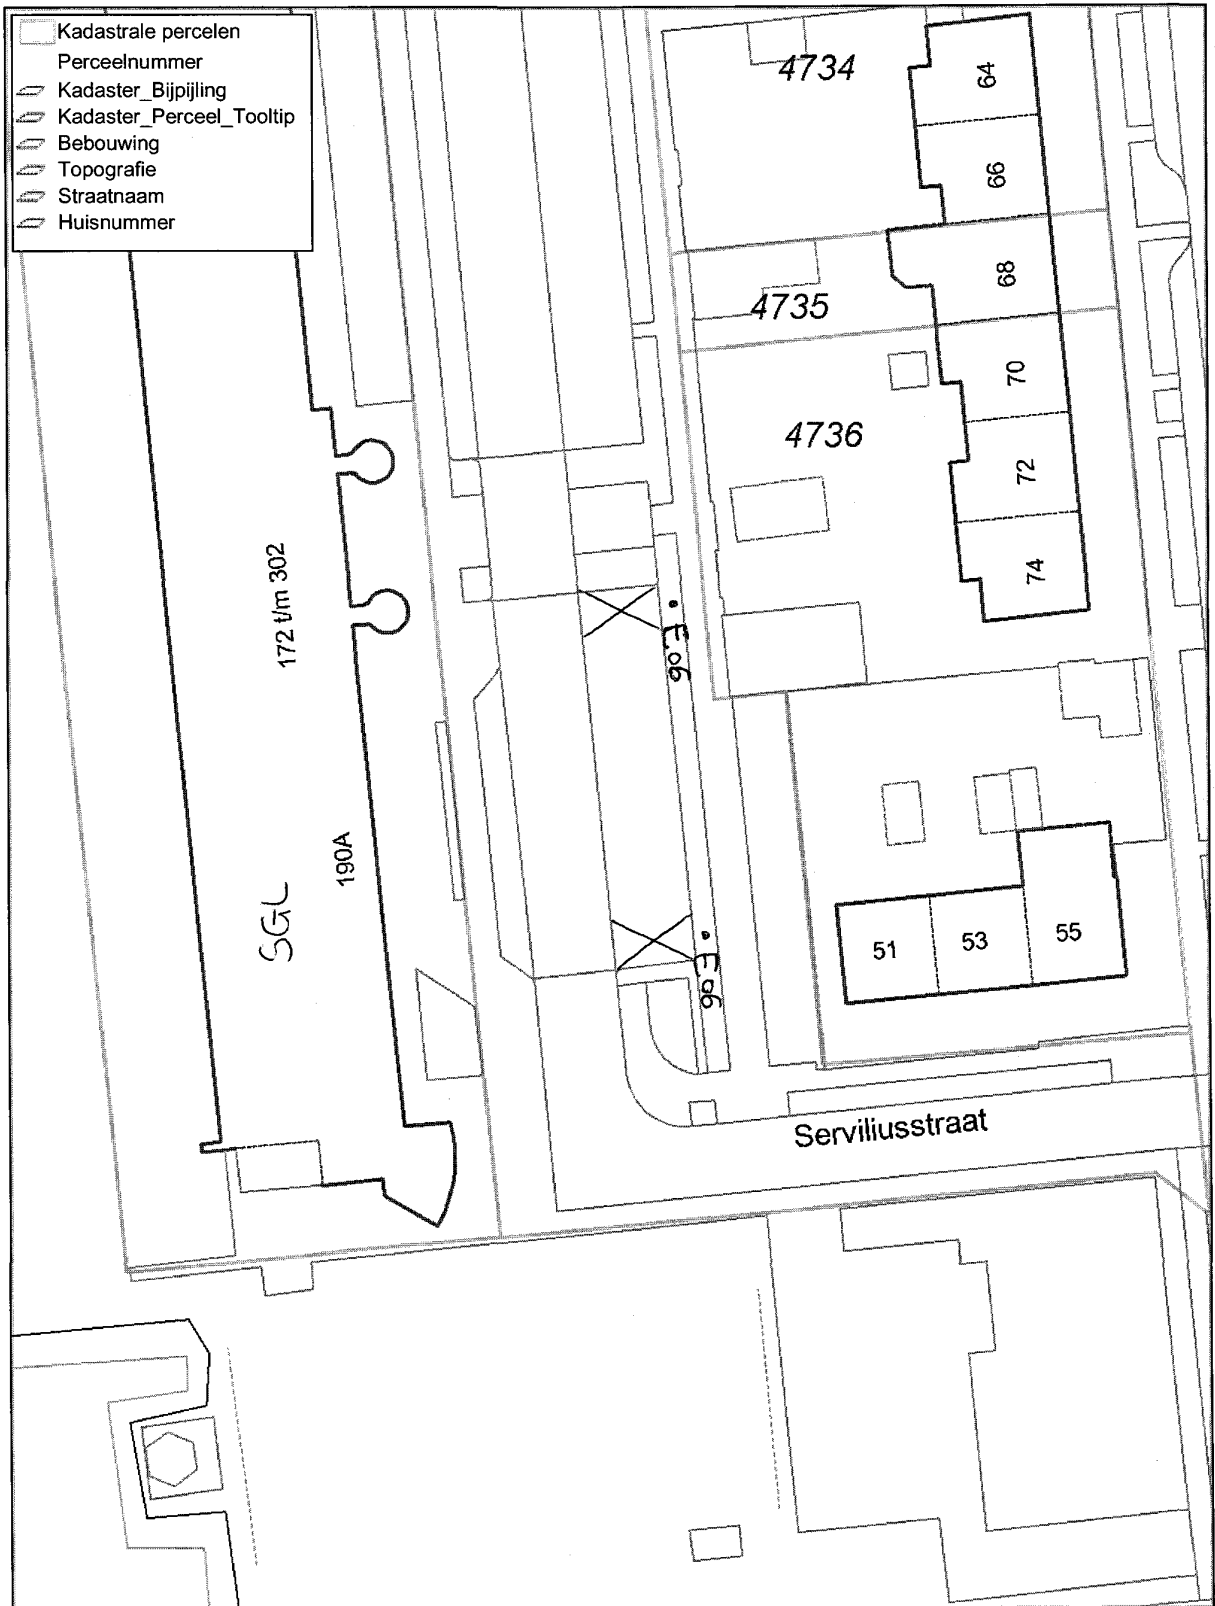 Kadastrale percelen
Perceelnummer
Kadaster_Bijpijling
Kadaster_Perceel_Tooltip
Bebouwing
Topografie
Straatnaam
Huisnummer
4734
64
66
68
4735
70
4736
72
74
172 t/m 302
E06
190A
SGL
51
53
55
E06
Serviliusstraat